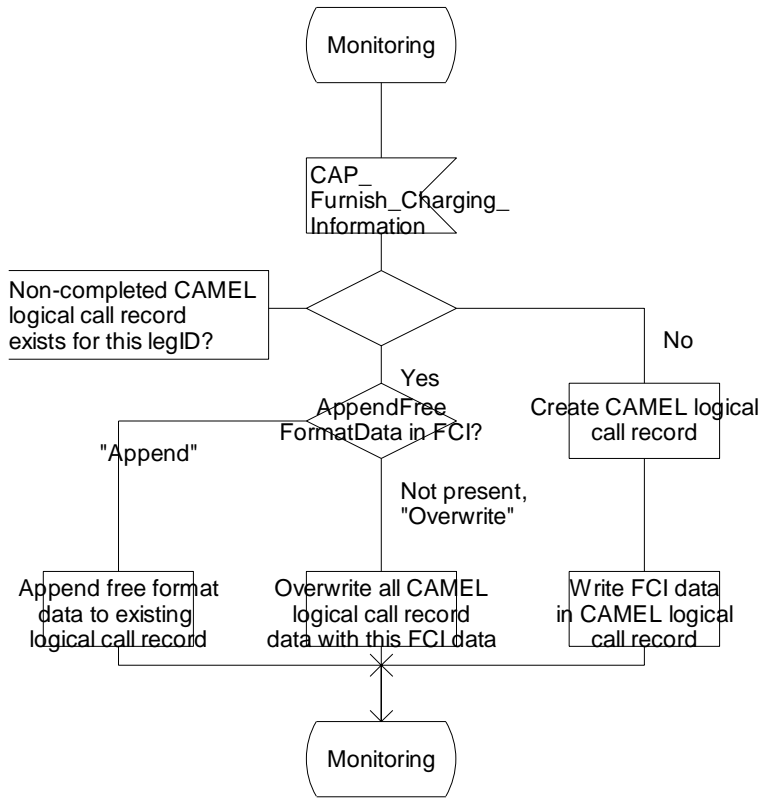 Monitoring
CAP_
Furnish_Charging_
Information
Non-completed CAMEL
logical call record
exists for this legID?
No
Yes
AppendFree
FormatData in FCI?
Create CAMEL logical
call record
"Append"
Not present,
"Overwrite"
Append free format
data to existing
logical call record
Overwrite all CAMEL
logical call record
data with this FCI data
Write FCI data
in CAMEL logical
call record
Monitoring